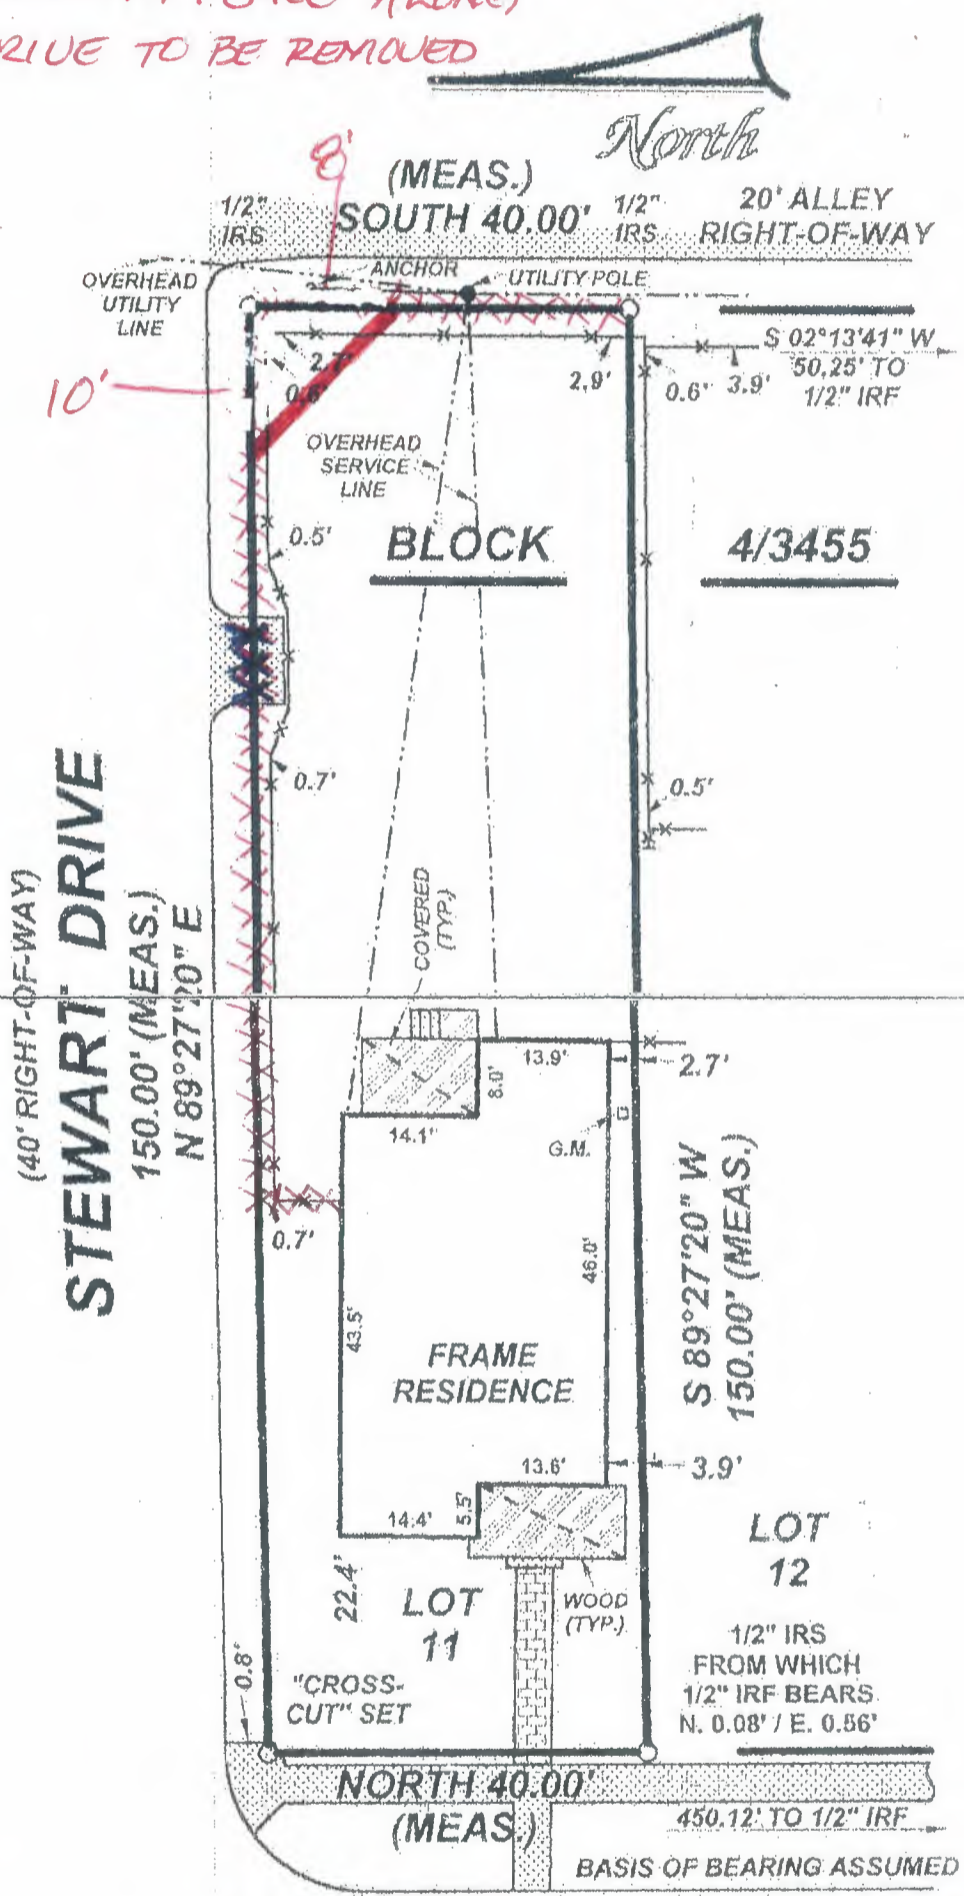 DRIVE TO BE REMOVED
North
8'
(MEAS.)
SOUTH 40.00'
1/2"
IRS
1/2"
IRS
20' ALLEY
RIGHT-OF-WAY
OVERHEAD
UTILITY
LINE
ANCHOR
UTILITY POLE
S 02°13'41" W
50.25' TO
1/2" IRF
2.7'
2.9'
0.6'
3.9'
10'
OVERHEAD
SERVICE
LINE
0.5'
BLOCK
4/3455
0.7'
0.5'
(40' RIGHT-OF-WAY)
STEWART DRIVE
150.00' (MEAS.)
N 89°27'20" E
COVERED
(TYP.)
13.9'
8.0'
2.7'
14.1'
G.M.
0.7'
46.0'
43.5'
S 89°27'20" W
150.00' (MEAS.)
FRAME
RESIDENCE
13.6'
3.9'
14.4'
5.5'
22.4'
LOT
11
WOOD
(TYP.)
LOT
12
0.8'
"CROSS-
CUT" SET
1/2" IRS
FROM WHICH
1/2" IRF BEARS
N. 0.08' / E. 0.56'
NORTH 40.00'
(MEAS.)
450.12' TO 1/2" IRF
BASIS OF BEARING ASSUMED